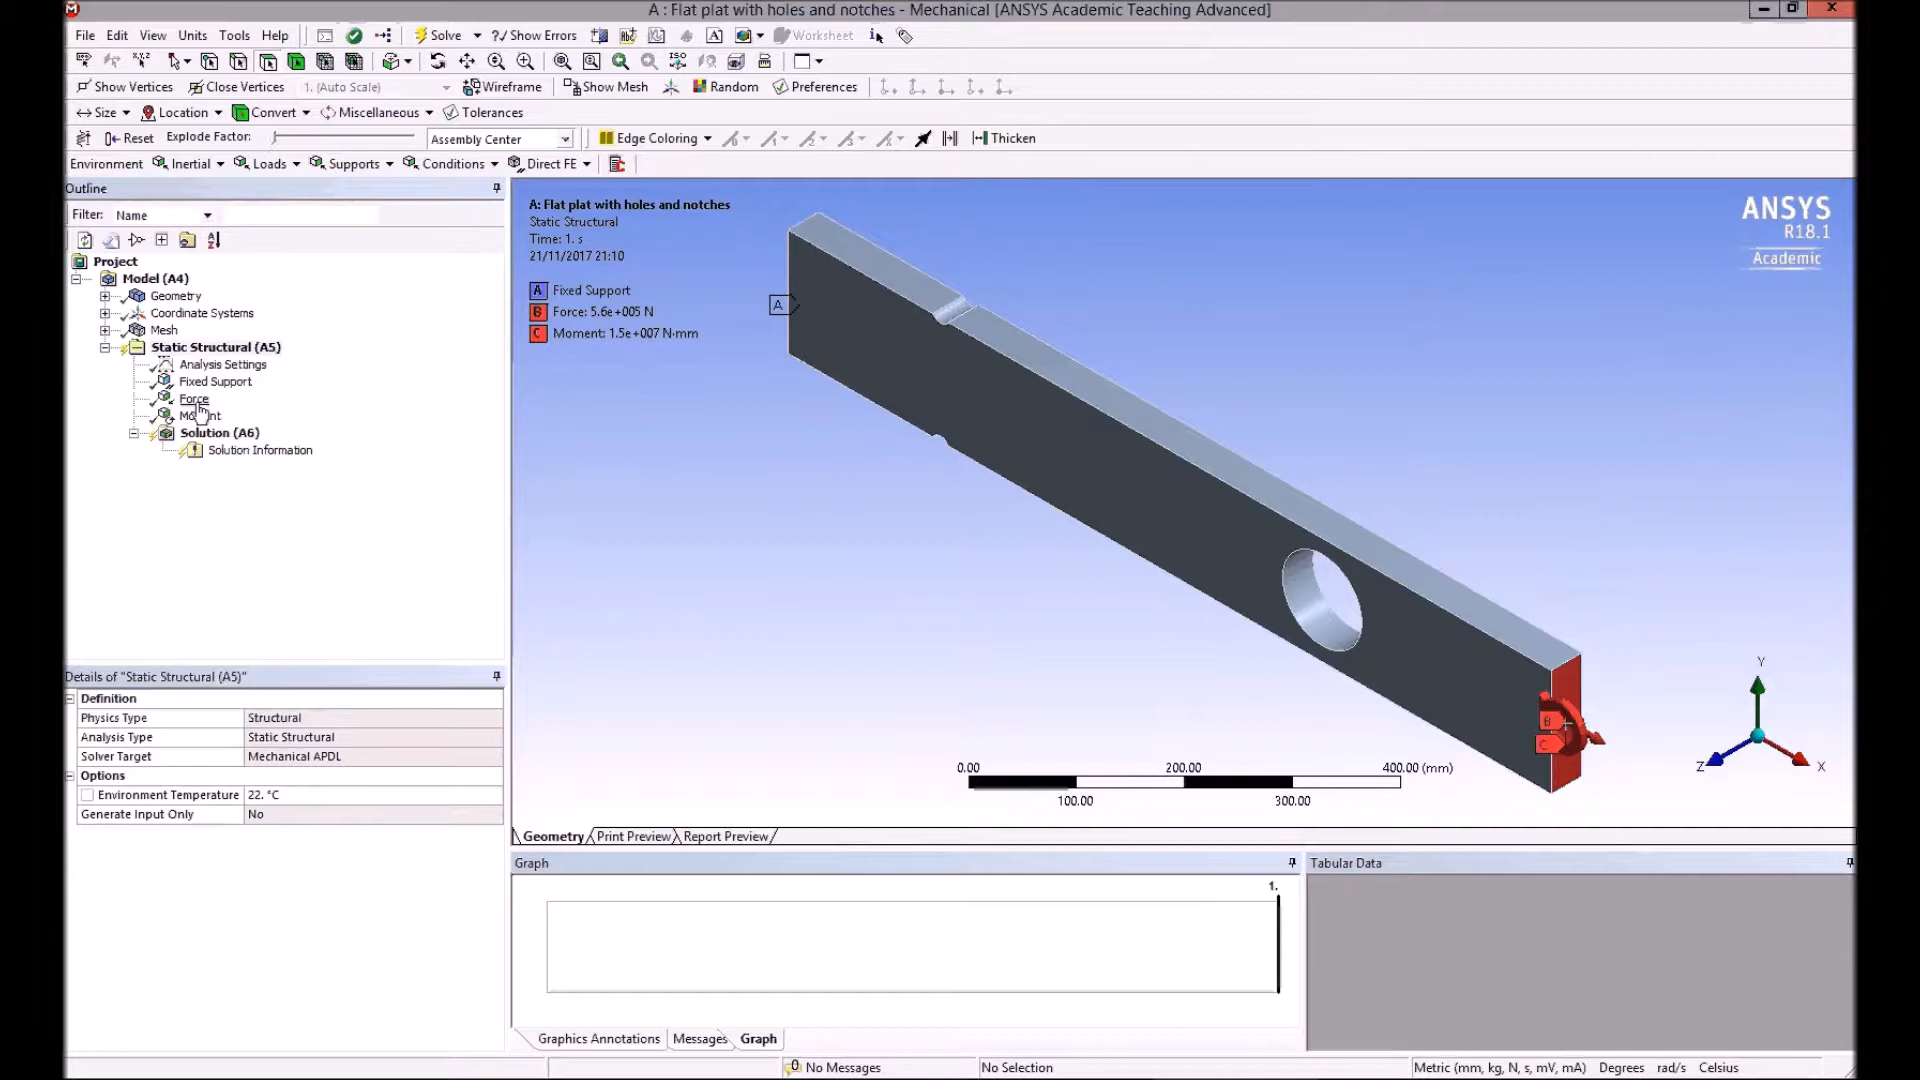 A : Flat plat with holes and notches - Mechanical [ANSYS Academic Teaching Advanced]
File Edit View Units Tools Help Solve ?/ Show Errors Worksheet
Show Vertices Close Vertices 1. (Auto Scale) Wireframe Show Mesh Random Preferences
Size Location Convert Miscellaneous Tolerances
Reset Explode Factor: Assembly Center Edge Coloring Thicken
Environment Inertial Loads Supports Conditions Direct FE
Outline
Filter: Name
Project
Model (A4)
Geometry
Coordinate Systems
Mesh
Static Structural (A5)
Analysis Settings
Fixed Support
Force
Solution (A6)
Solution Information
Details of "Static Structural (A5)"
Definition
Physics Type Structural
Analysis Type Static Structural
Solver Target Mechanical APDL
Options
Environment Temperature 22. °C
Generate Input Only No
A: Flat plat with holes and notches
Static Structural
Time: 1. s
21/11/2017 21:10
A Fixed Support
B Force: 5.6e+005 N
C Moment: 1.5e+007 N·mm
A
B
C
ANSYS
R18.1
Academic
Y
Z
X
0.00 200.00 400.00 (mm)
100.00 300.00
Geometry Print Preview Report Preview
Graph
1.
Tabular Data
Graphics Annotations Messages Graph
0 No Messages No Selection Metric (mm, kg, N, s, mV, mA) Degrees rad/s Celsius